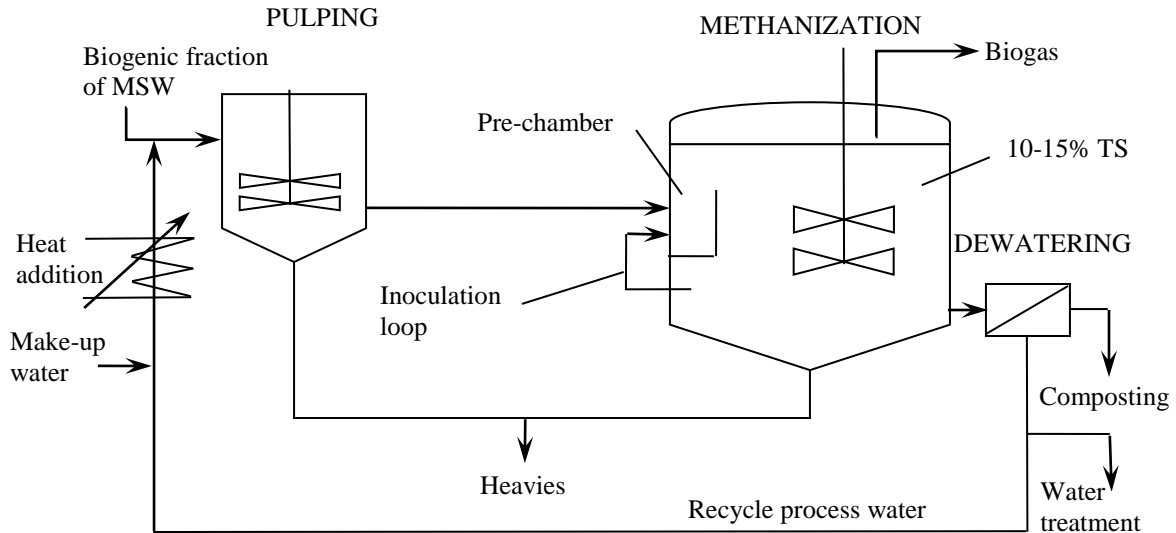 PULPING
METHANIZATION
Biogenic fraction
of MSW
Biogas
Pre-chamber
10-15% TS
Heat
addition
DEWATERING
Inoculation
loop
Make-up
water
Composting
Heavies
Water
treatment
Recycle process water